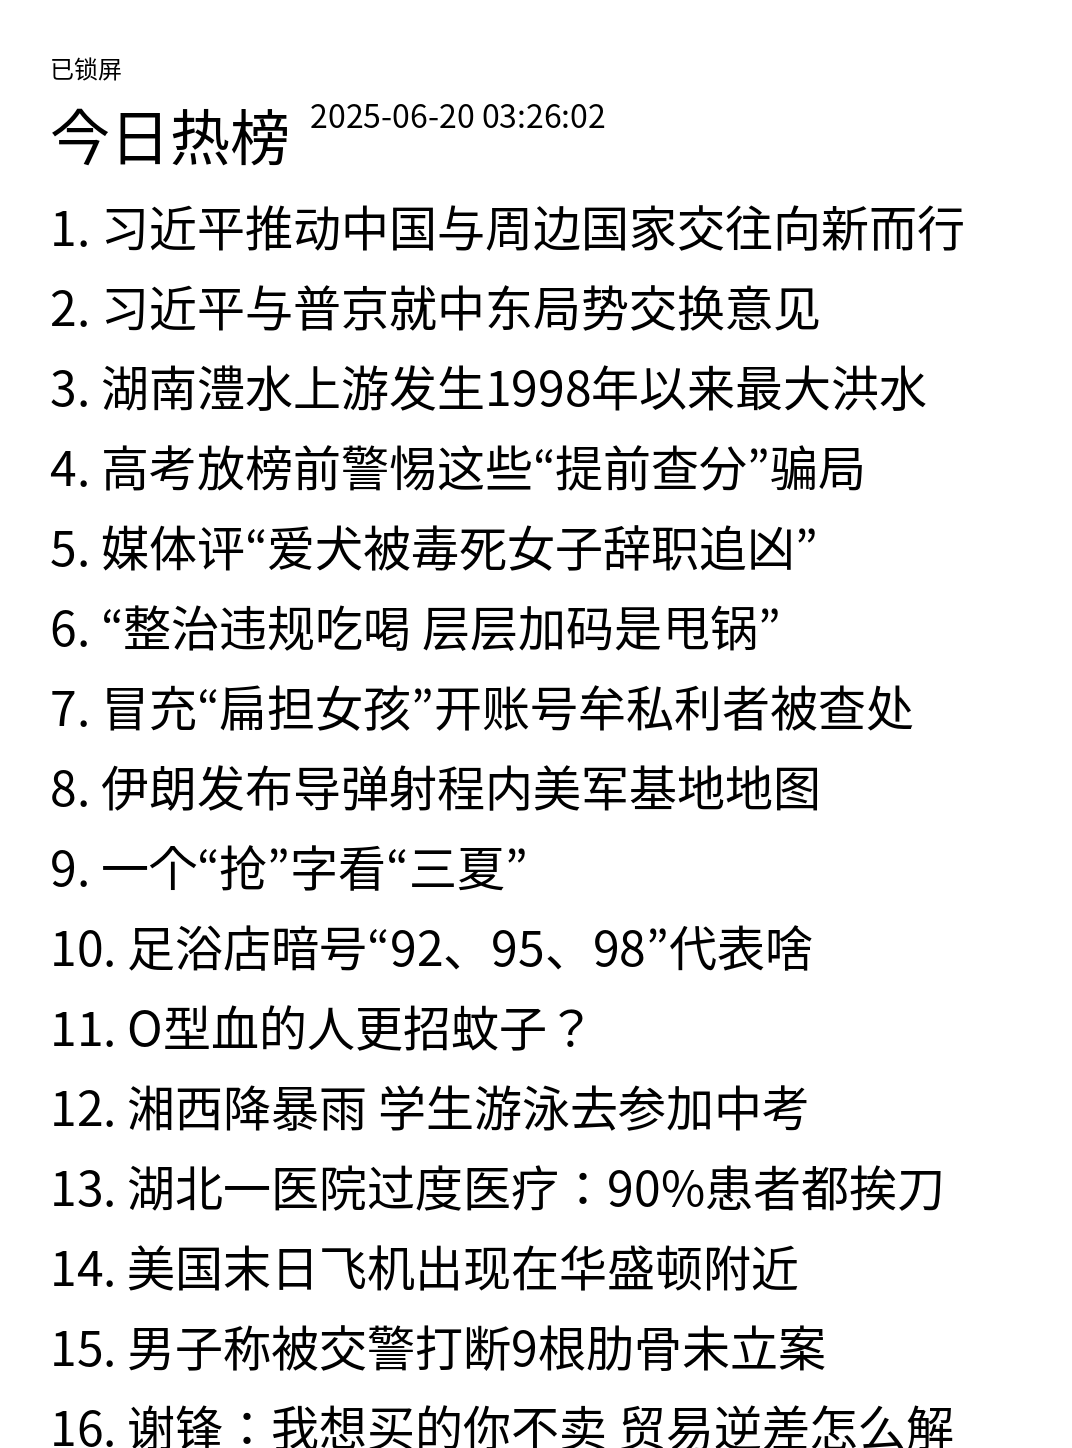 已锁屏
今日热榜 2025-06-20 03:26:02
1. 习近平推动中国与周边国家交往向新而行
2. 习近平与普京就中东局势交换意见
3. 湖南澧水上游发生1998年以来最大洪水
4. 高考放榜前警惕这些“提前查分”骗局
5. 媒体评“爱犬被毒死女子辞职追凶”
6. “整治违规吃喝 层层加码是甩锅”
7. 冒充“扁担女孩”开账号牟私利者被查处
8. 伊朗发布导弹射程内美军基地地图
9. 一个“抢”字看“三夏”
10. 足浴店暗号“92、95、98”代表啥
11. O型血的人更招蚊子？
12. 湘西降暴雨 学生游泳去参加中考
13. 湖北一医院过度医疗：90%患者都挨刀
14. 美国末日飞机出现在华盛顿附近
15. 男子称被交警打断9根肋骨未立案
16. 谢锋：我想买的你不卖 贸易逆差怎么解